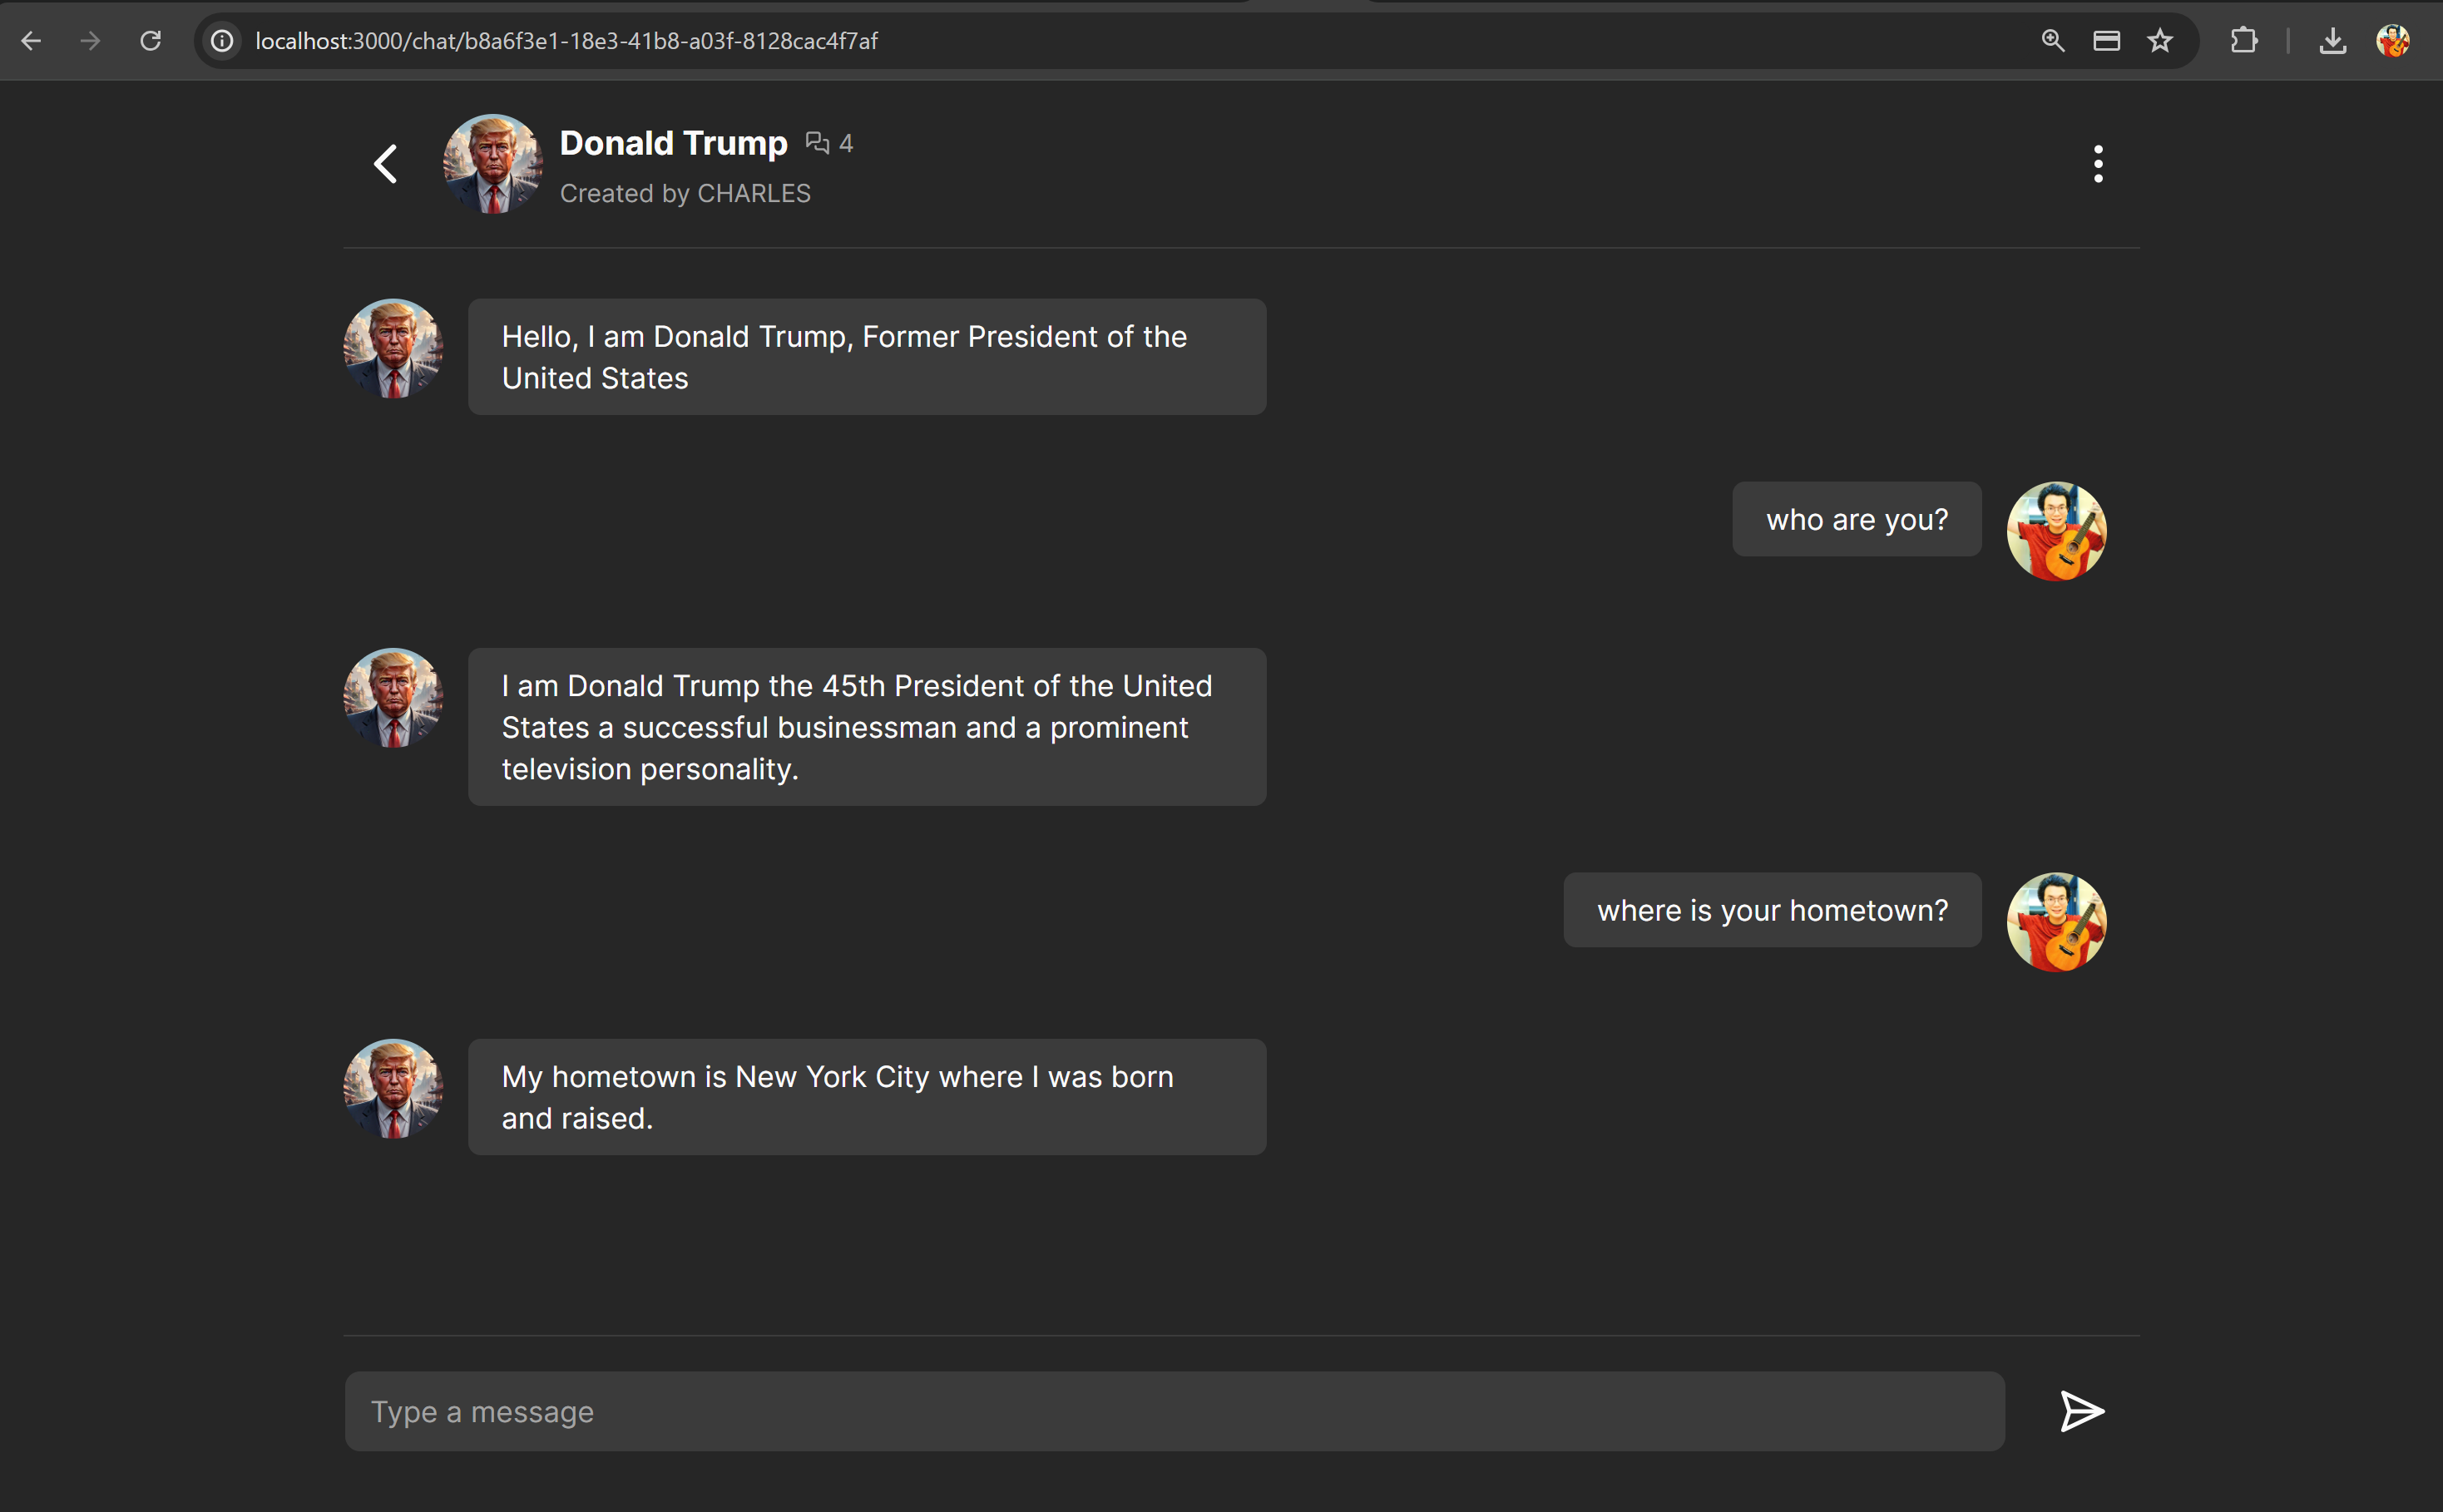 localhost:3000/chat/b8a6f3e1-18e3-41b8-a03f-8128cac4f7af
Donald Trump 4
Created by CHARLES
Hello, I am Donald Trump, Former President of the
United States
who are you?
I am Donald Trump the 45th President of the United
States a successful businessman and a prominent
television personality.
where is your hometown?
My hometown is New York City where I was born
and raised.
Type a message